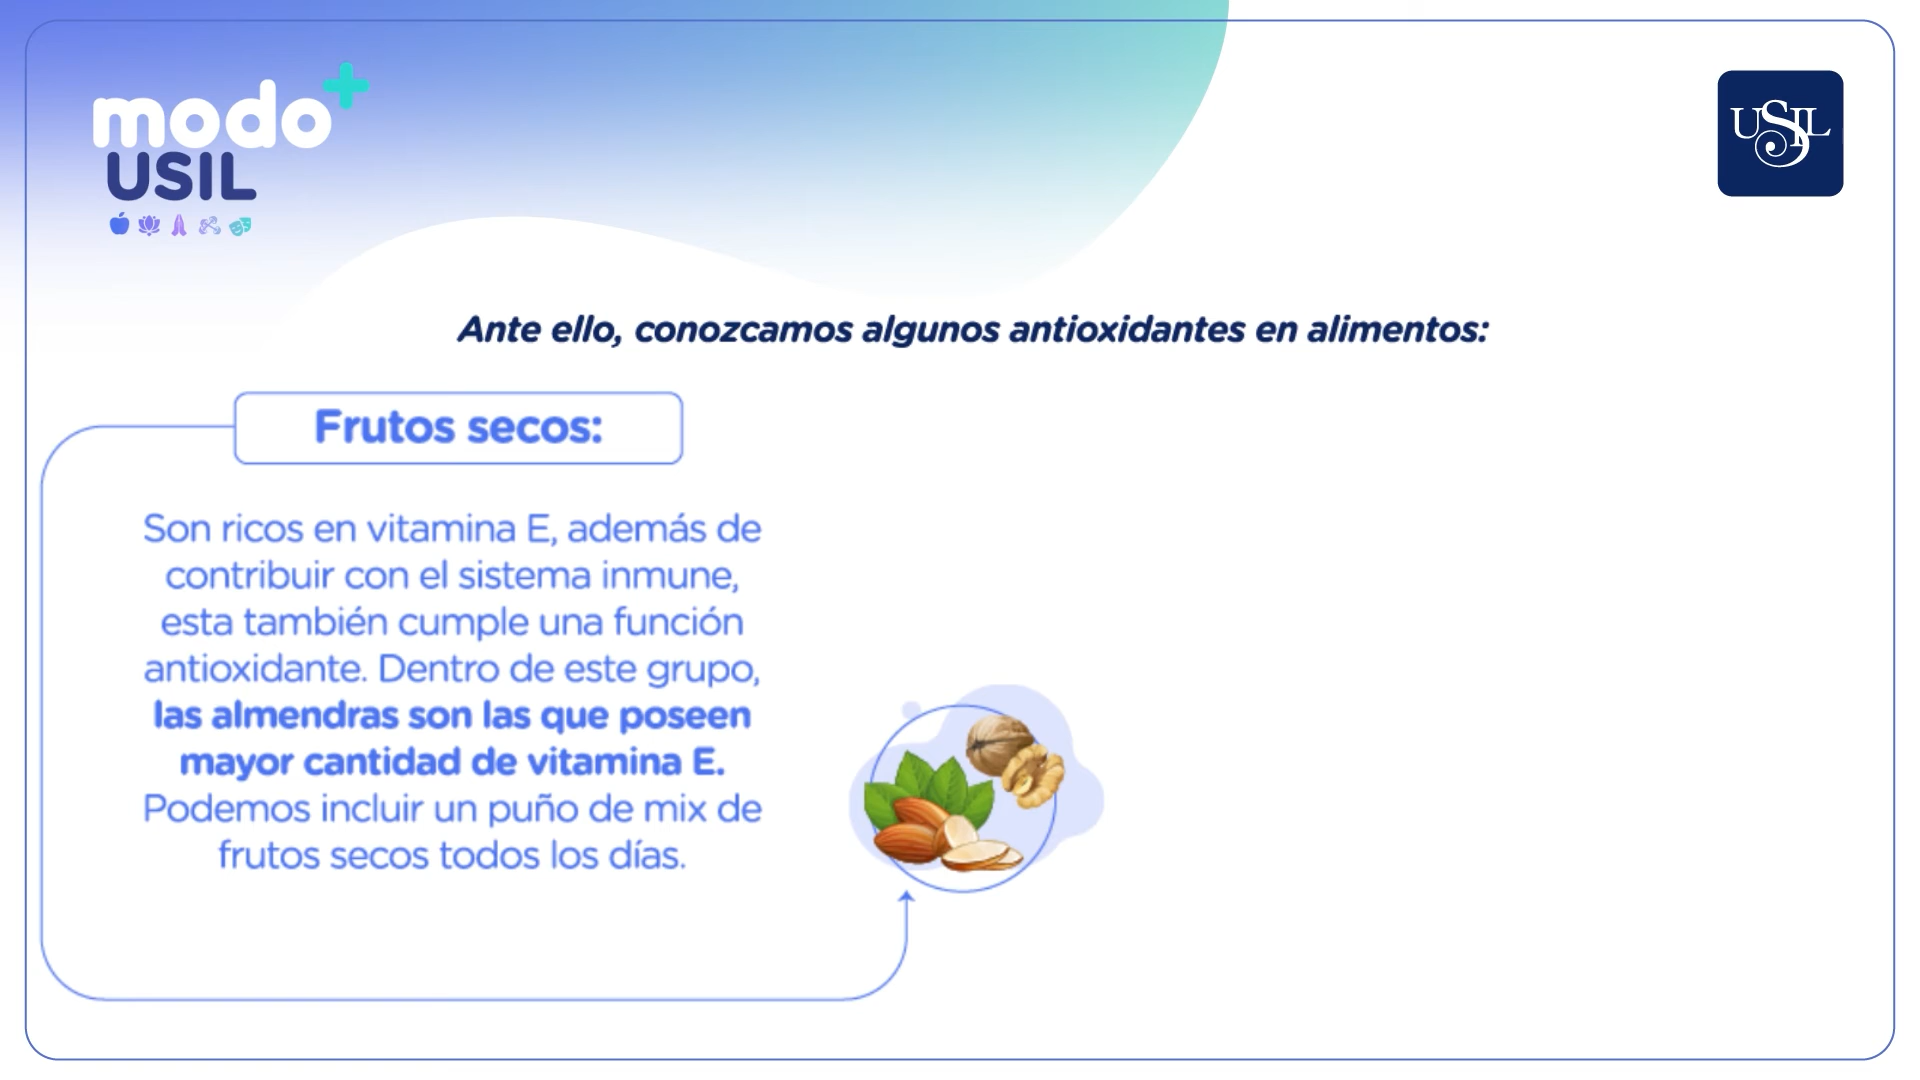 modo+
USIL
USIL
Ante ello, conozcamos algunos antioxidantes en alimentos:
Frutos secos:
Son ricos en vitamina E, además de
contribuir con el sistema inmune,
esta también cumple una función
antioxidante. Dentro de este grupo,
las almendras son las que poseen
mayor cantidad de vitamina E.
Podemos incluir un puño de mix de
frutos secos todos los días.